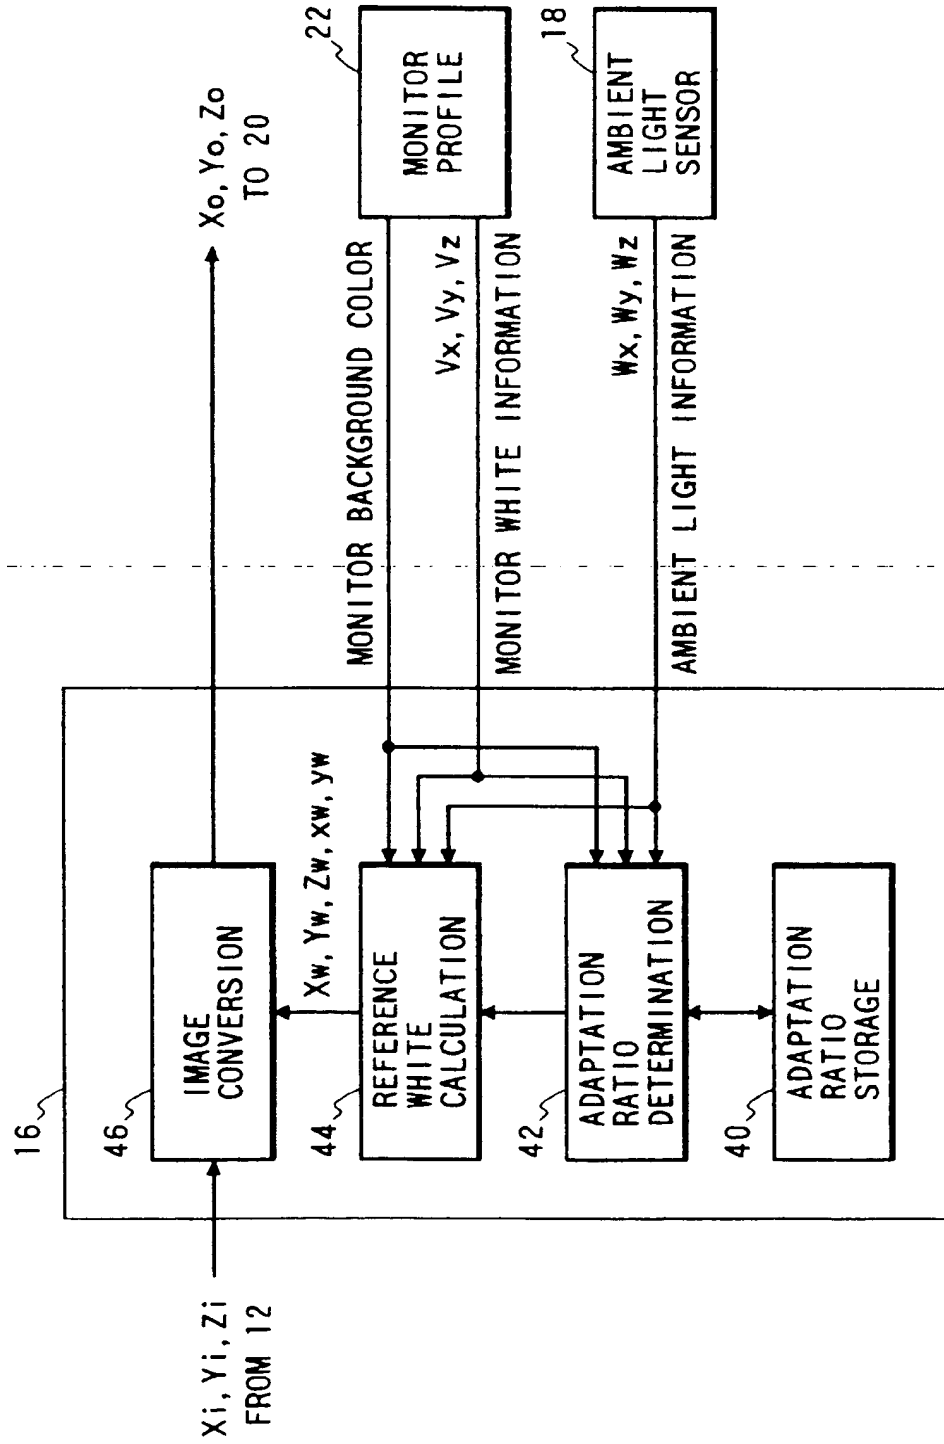 16
Xi, Yi, Zi
FROM 12
46
IMAGE
CONVERSION
Xo, Yo, Zo
TO 20
Xw, Yw, Zw, xw, yw
44
REFERENCE
WHITE
CALCULATION
MONITOR BACKGROUND COLOR
Vx, Vy, Vz
MONITOR WHITE INFORMATION
22
MONITOR
PROFILE
42
ADAPTATION
RATIO
DETERMINATION
Wx, Wy, Wz
AMBIENT LIGHT INFORMATION
18
AMBIENT
LIGHT
SENSOR
40
ADAPTATION
RATIO
STORAGE